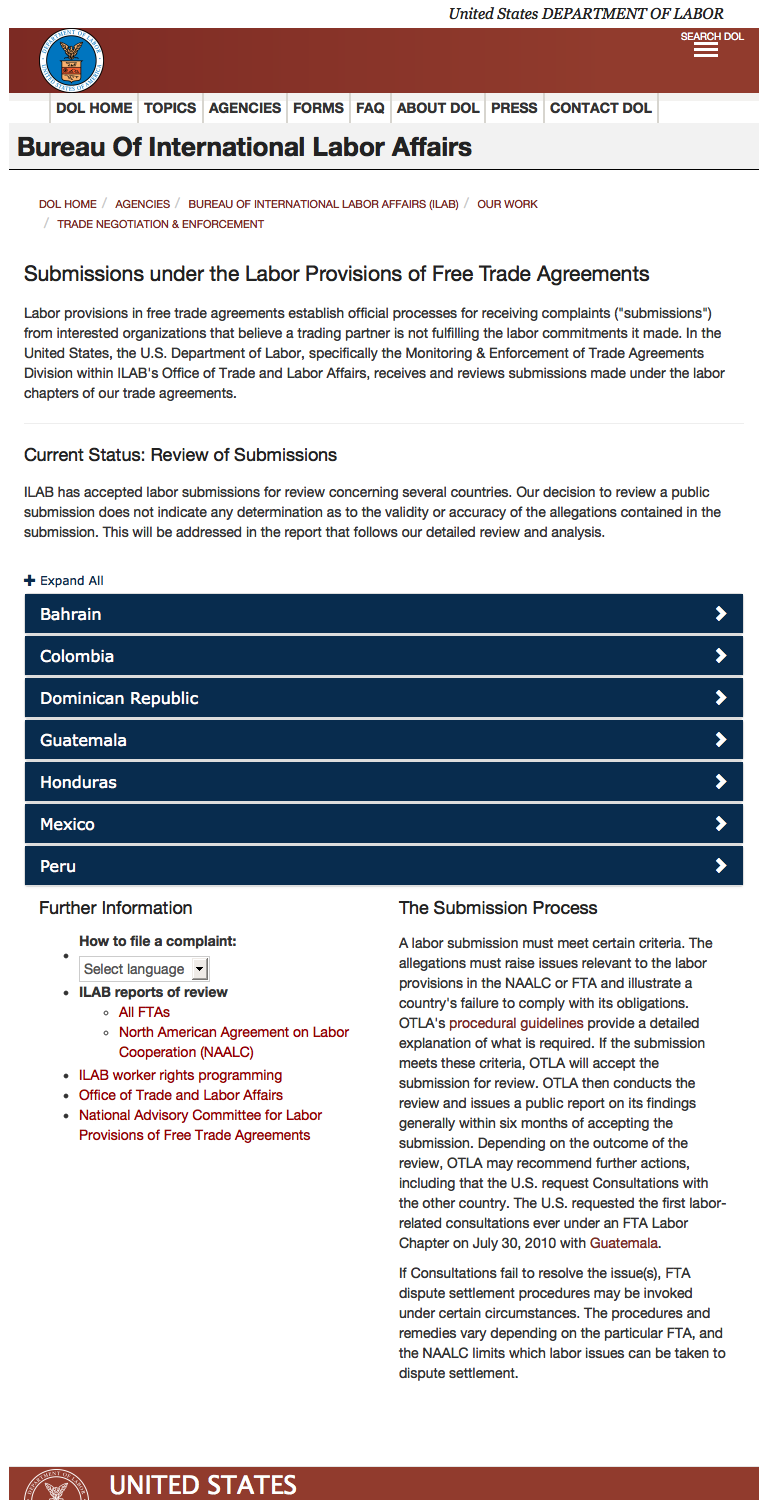 United States DEPARTMENT OF LABOR
SEARCH DOL
DOL HOME TOPICS AGENCIES FORMS FAQ ABOUT DOL PRESS CONTACT DOL
Bureau Of International Labor Affairs
DOL HOME / AGENCIES / BUREAU OF INTERNATIONAL LABOR AFFAIRS (ILAB) / OUR WORK
/ TRADE NEGOTIATION & ENFORCEMENT
Submissions under the Labor Provisions of Free Trade Agreements
Labor provisions in free trade agreements establish official processes for receiving complaints ("submissions")
from interested organizations that believe a trading partner is not fulfilling the labor commitments it made. In the
United States, the U.S. Department of Labor, specifically the Monitoring & Enforcement of Trade Agreements
Division within ILAB's Office of Trade and Labor Affairs, receives and reviews submissions made under the labor
chapters of our trade agreements.
Current Status: Review of Submissions
ILAB has accepted labor submissions for review concerning several countries. Our decision to review a public
submission does not indicate any determination as to the validity or accuracy of the allegations contained in the
submission. This will be addressed in the report that follows our detailed review and analysis.
Expand All
Bahrain
Colombia
Dominican Republic
Guatemala
Honduras
Mexico
Peru
Further Information
How to file a complaint:
Select language
ILAB reports of review
All FTAs
North American Agreement on Labor
Cooperation (NAALC)
ILAB worker rights programming
Office of Trade and Labor Affairs
National Advisory Committee for Labor
Provisions of Free Trade Agreements
The Submission Process
A labor submission must meet certain criteria. The
allegations must raise issues relevant to the labor
provisions in the NAALC or FTA and illustrate a
country's failure to comply with its obligations.
OTLA's procedural guidelines provide a detailed
explanation of what is required. If the submission
meets these criteria, OTLA will accept the
submission for review. OTLA then conducts the
review and issues a public report on its findings
generally within six months of accepting the
submission. Depending on the outcome of the
review, OTLA may recommend further actions,
including that the U.S. request Consultations with
the other country. The U.S. requested the first labor-
related consultations ever under an FTA Labor
Chapter on July 30, 2010 with Guatemala.
If Consultations fail to resolve the issue(s), FTA
dispute settlement procedures may be invoked
under certain circumstances. The procedures and
remedies vary depending on the particular FTA, and
the NAALC limits which labor issues can be taken to
dispute settlement.
UNITED STATES